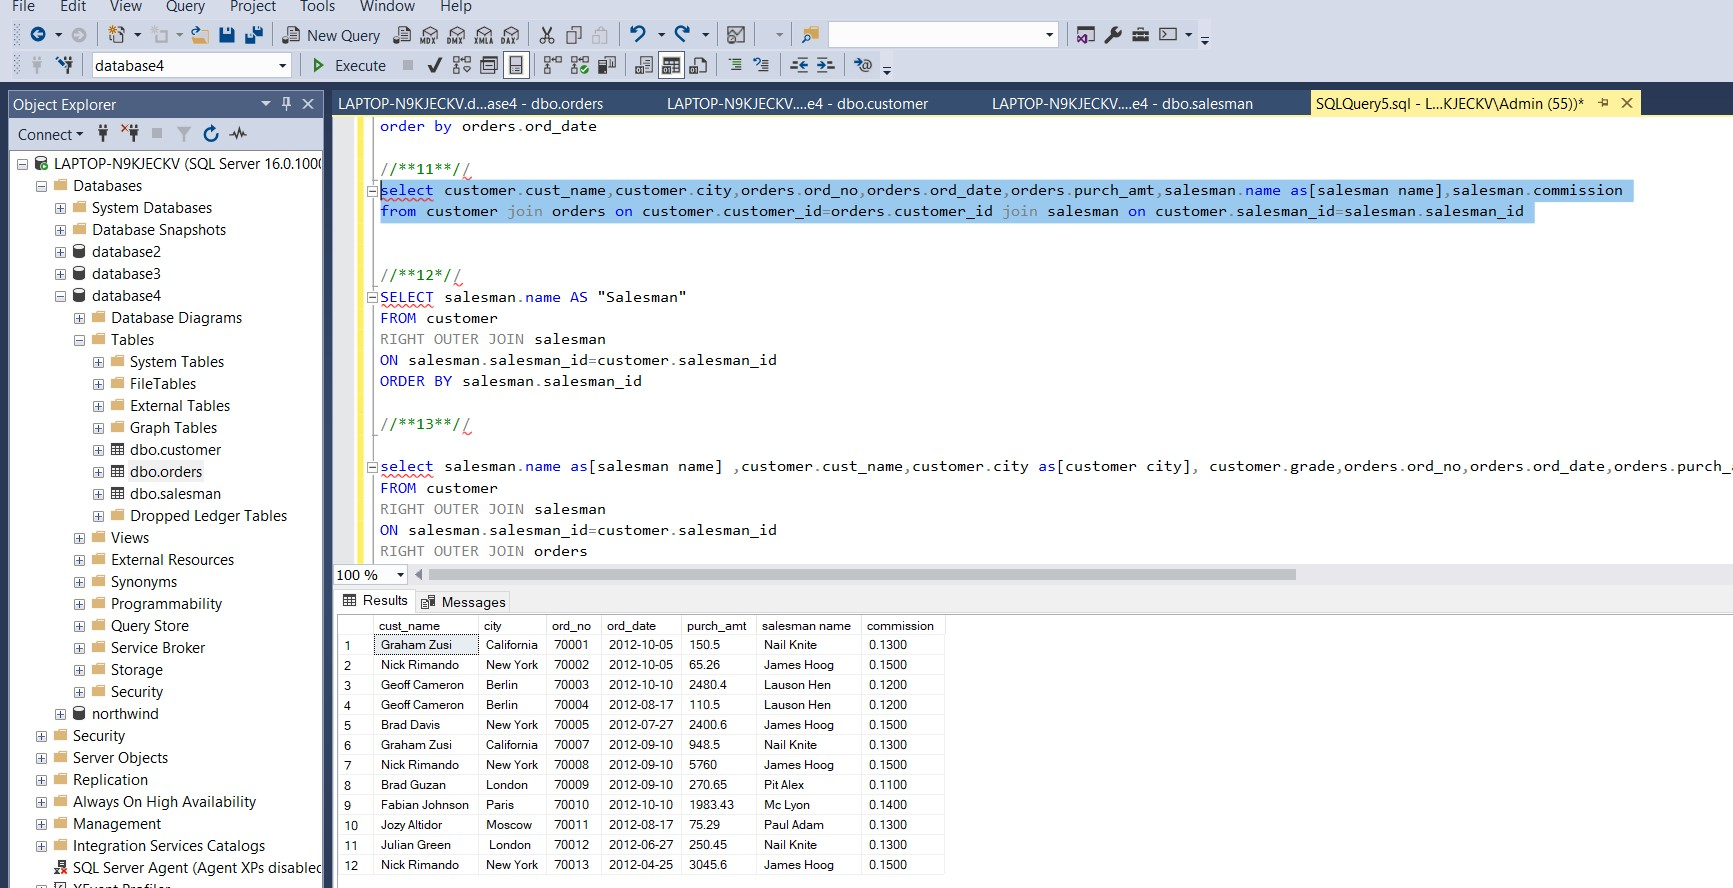 File Edit View Query Project Tools Window Help
New Query MDX DMX XMLA DAX
database4 Execute
Object Explorer
Connect
LAPTOP-N9KJECKV (SQL Server 16.0.1000
Databases
System Databases
Database Snapshots
database2
database3
database4
Database Diagrams
Tables
System Tables
FileTables
External Tables
Graph Tables
dbo.customer
dbo.orders
dbo.salesman
Dropped Ledger Tables
Views
External Resources
Synonyms
Programmability
Query Store
Service Broker
Storage
Security
northwind
Security
Server Objects
Replication
Always On High Availability
Management
Integration Services Catalogs
SQL Server Agent (Agent XPs disabled
XEvent Profiler
LAPTOP-N9KJECKV.d...ase4 - dbo.orders LAPTOP-N9KJECKV....e4 - dbo.customer LAPTOP-N9KJECKV....e4 - dbo.salesman SQLQuery5.sql - L...KJECKV\Admin (55))*
order by orders.ord_date
//**11**//
select customer.cust_name,customer.city,orders.ord_no,orders.ord_date,orders.purch_amt,salesman.name as[salesman name],salesman.commission
from customer join orders on customer.customer_id=orders.customer_id join salesman on customer.salesman_id=salesman.salesman_id
//**12*//
SELECT salesman.name AS "Salesman"
FROM customer
RIGHT OUTER JOIN salesman
ON salesman.salesman_id=customer.salesman_id
ORDER BY salesman.salesman_id
//**13**//
select salesman.name as[salesman name] ,customer.cust_name,customer.city as[customer city], customer.grade,orders.ord_no,orders.ord_date,orders.purch_a
FROM customer
RIGHT OUTER JOIN salesman
ON salesman.salesman_id=customer.salesman_id
RIGHT OUTER JOIN orders
100 %
Results Messages
cust_name city ord_no ord_date purch_amt salesman name commission
1 Graham Zusi California 70001 2012-10-05 150.5 Nail Knite 0.1300
2 Nick Rimando New York 70002 2012-10-05 65.26 James Hoog 0.1500
3 Geoff Cameron Berlin 70003 2012-10-10 2480.4 Lauson Hen 0.1200
4 Geoff Cameron Berlin 70004 2012-08-17 110.5 Lauson Hen 0.1200
5 Brad Davis New York 70005 2012-07-27 2400.6 James Hoog 0.1500
6 Graham Zusi California 70007 2012-09-10 948.5 Nail Knite 0.1300
7 Nick Rimando New York 70008 2012-09-10 5760 James Hoog 0.1500
8 Brad Guzan London 70009 2012-09-10 270.65 Pit Alex 0.1100
9 Fabian Johnson Paris 70010 2012-10-10 1983.43 Mc Lyon 0.1400
10 Jozy Altidor Moscow 70011 2012-08-17 75.29 Paul Adam 0.1300
11 Julian Green London 70012 2012-06-27 250.45 Nail Knite 0.1300
12 Nick Rimando New York 70013 2012-04-25 3045.6 James Hoog 0.1500